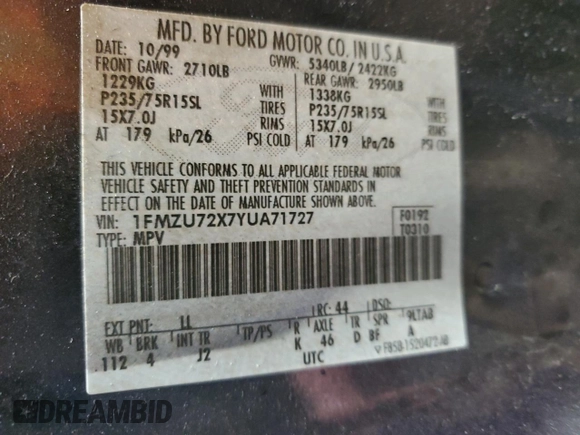 MFD. BY FORD MOTOR CO. IN U.S.A.
DATE: 10/99 GVWR: 5340LB/ 2422KG
FRONT GAWR: 2710LB REAR GAWR: 2950LB
1229KG WITH 1338KG WITH
P235/75R15SL TIRES P235/75R15SL TIRES
15X7.0J RIMS 15X7.0J RIMS
AT 179 kPa/26 PSI COLD AT 179 kPa/26 PSI COLD
THIS VEHICLE CONFORMS TO ALL APPLICABLE FEDERAL MOTOR
VEHICLE SAFETY AND THEFT PREVENTION STANDARDS IN
EFFECT ON THE DATE OF MANUFACTURE SHOWN ABOVE.
VIN: 1FMZU72X7YUA71727 F0192
TYPE: MPV T0310
EXT PNT: LL RC: 44 DSO:
WB BRK INT TR TP/PS R AXLE TR SPR 9LTAB
112 4 J2 K 46 D BF A
UTC
DREAMBID